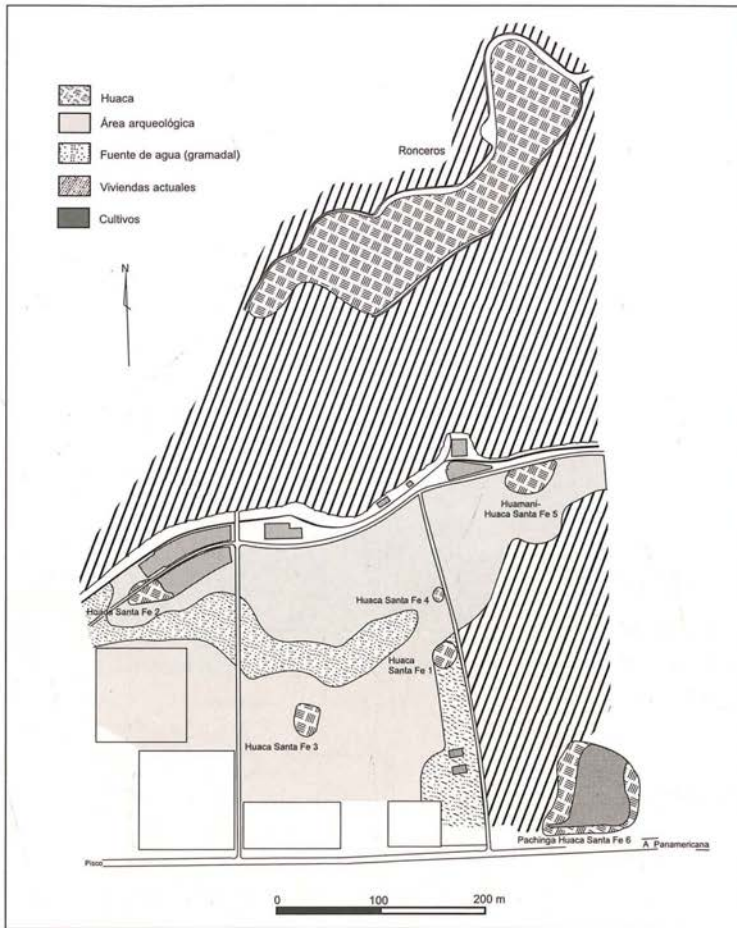 Huaca
Área arqueológica
Fuente de agua (gramadal)
Viviendas actuales
Cultivos
N
Ronceros
Huamaní-
Huaca Santa Fe 5
Huaca Santa Fe 4
Huaca Santa Fe 2
Huaca
Santa Fe 1
Huaca Santa Fe 3
Pachinga Huaca Santa Fe 6
A Panamericana
Pisco
0 100 200 m